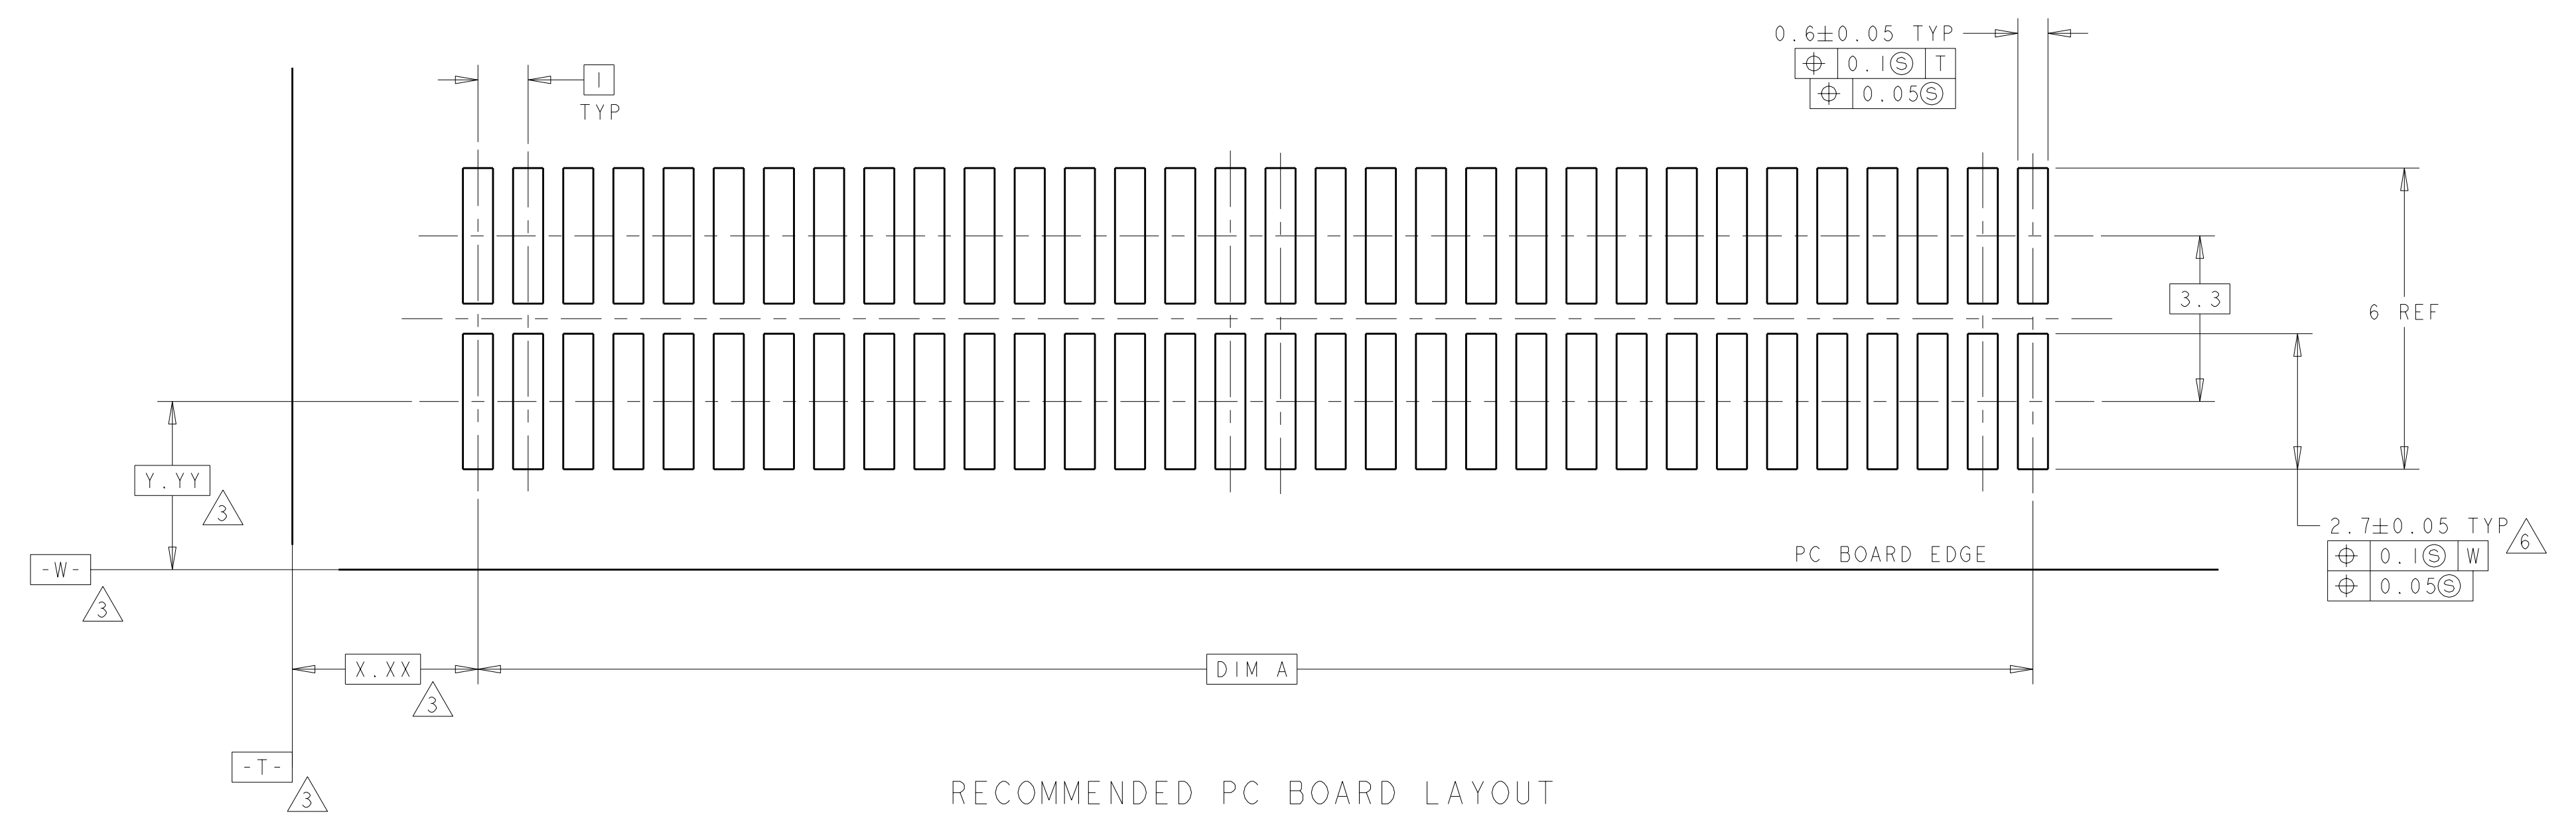 0.6±0.05 TYP
⌖ 0.1Ⓢ T
⌖ 0.05Ⓢ
1
TYP
3.3
6 REF
Y.YY
3
2.7±0.05 TYP 6
⌖ 0.1Ⓢ W
⌖ 0.05Ⓢ
PC BOARD EDGE
-W-
3
X.XX
3
DIM A
-T-
3
RECOMMENDED PC BOARD LAYOUT